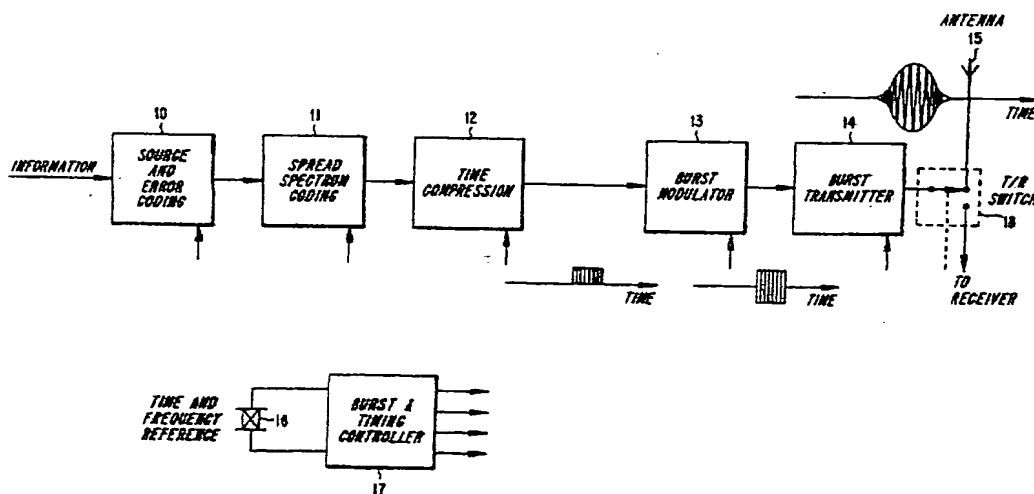 ANTENNA
15
TIME
10
11
12
13
14
INFORMATION
SOURCE
AND
ERROR
CODING
SPREAD
SPECTRUM
CODING
TIME
COMPRESSION
BURST
MODULATOR
BURST
TRANSMITTER
T/R
SWITCH
18
TO
RECEIVER
TIME
TIME
TIME AND
FREQUENCY
REFERENCE
16
BURST &
TIMING
CONTROLLER
17